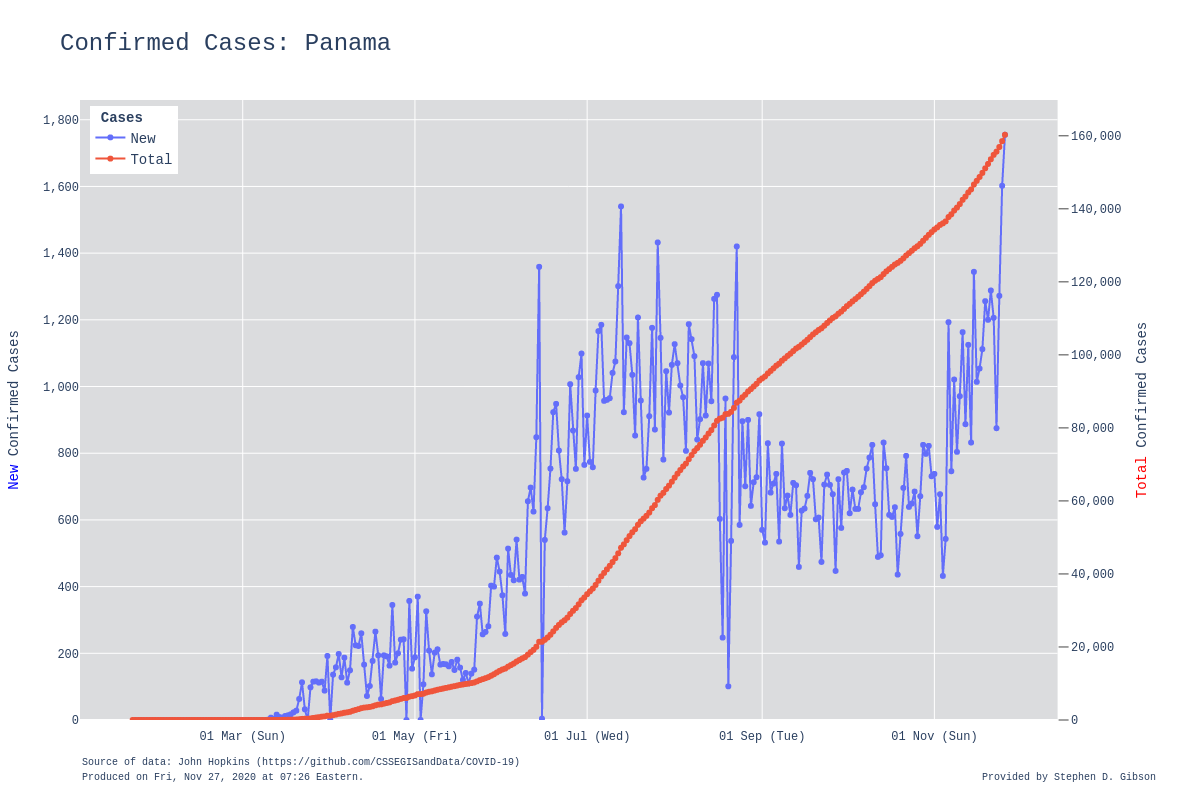 Confirmed Cases: Panama
Cases
New
Total
1,800
1,600
1,400
1,200
1,000
800
600
400
200
0
160,000
140,000
120,000
100,000
80,000
60,000
40,000
20,000
0
New Confirmed Cases
Total Confirmed Cases
01 Mar (Sun) 01 May (Fri) 01 Jul (Wed) 01 Sep (Tue) 01 Nov (Sun)
Source of data: John Hopkins (https://github.com/CSSEGISandData/COVID-19)
Produced on Fri, Nov 27, 2020 at 07:26 Eastern.
Provided by Stephen D. Gibson